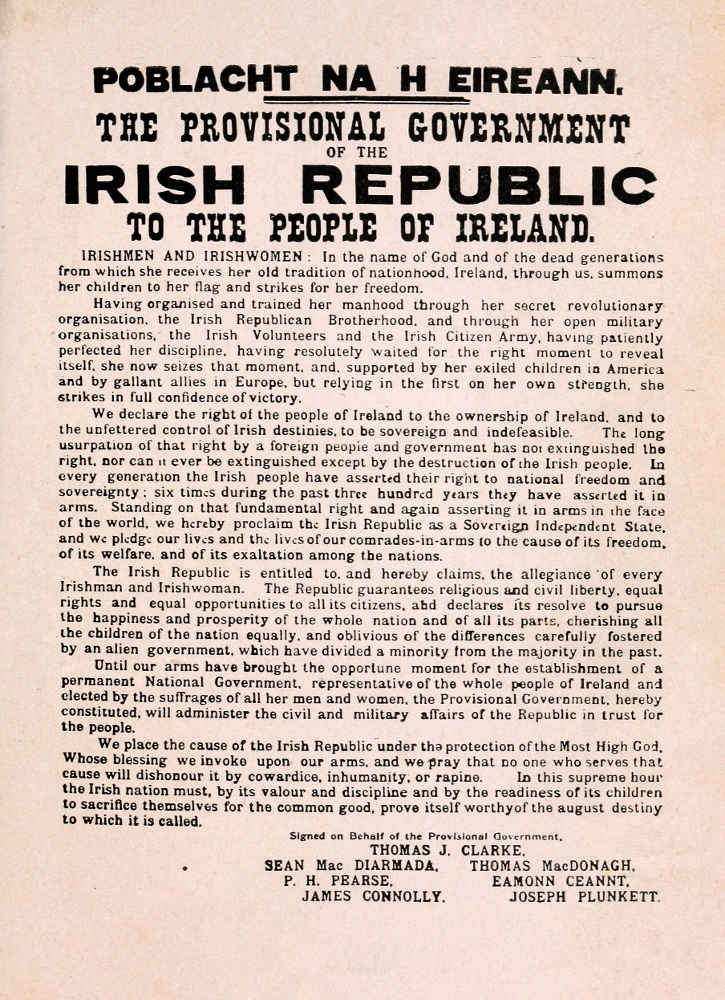 POBLACHT NA H EIREANN.
THE PROVISIONAL GOVERNMENT
OF THE
IRISH REPUBLIC
TO THE PEOPLE OF IRELAND.
IRISHMEN AND IRISHWOMEN : In the name of God and of the dead generations
from which she receives her old tradition of nationhood, Ireland, through us, summons
her children to her flag and strikes for her freedom.
Having organised and trained her manhood through her secret revolutionary
organisation, the Irish Republican Brotherhood, and through her open military
organisations, the Irish Volunteers and the Irish Citizen Army, having patiently
perfected her discipline, having resolutely waited for the right moment to reveal
itself, she now seizes that moment, and, supported by her exiled children in America
and by gallant allies in Europe, but relying in the first on her own strength, she
strikes in full confidence of victory.
We declare the right of the people of Ireland to the ownership of Ireland, and to
the unfettered control of Irish destinies, to be sovereign and indefeasible. The long
usurpation of that right by a foreign people and government has not extinguished the
right, nor can it ever be extinguished except by the destruction of the Irish people. In
every generation the Irish people have asserted their right to national freedom and
sovereignty ; six times during the past three hundred years they have asserted it in
arms. Standing on that fundamental right and again asserting it in arms in the face
of the world, we hereby proclaim the Irish Republic as a Sovereign Independent State,
and we pledge our lives and the lives of our comrades-in-arms to the cause of its freedom,
of its welfare, and of its exaltation among the nations.
The Irish Republic is entitled to, and hereby claims, the allegiance of every
Irishman and Irishwoman. The Republic guarantees religious and civil liberty, equal
rights and equal opportunities to all its citizens, and declares its resolve to pursue
the happiness and prosperity of the whole nation and of all its parts, cherishing all
the children of the nation equally, and oblivious of the differences carefully fostered
by an alien government, which have divided a minority from the majority in the past.
Until our arms have brought the opportune moment for the establishment of a
permanent National Government, representative of the whole people of Ireland and
elected by the suffrages of all her men and women, the Provisional Government, hereby
constituted, will administer the civil and military affairs of the Republic in trust for
the people.
We place the cause of the Irish Republic under the protection of the Most High God,
Whose blessing we invoke upon our arms, and we pray that no one who serves that
cause will dishonour it by cowardice, inhumanity, or rapine. In this supreme hour
the Irish nation must, by its valour and discipline and by the readiness of its children
to sacrifice themselves for the common good, prove itself worthy of the august destiny
to which it is called.
Signed on Behalf of the Provisional Government,
THOMAS J. CLARKE,
SEAN Mac DIARMADA, THOMAS MacDONAGH,
P. H. PEARSE, EAMONN CEANNT,
JAMES CONNOLLY. JOSEPH PLUNKETT.